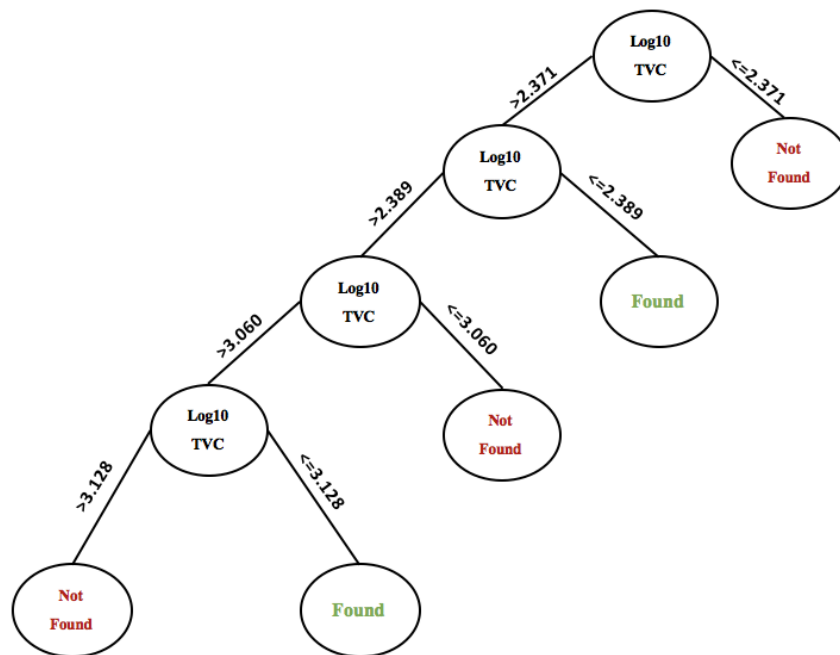 Log10
TVC
>2.371
<=2.371
Not
Found
Log10
TVC
>2.389
<=2.389
Found
Log10
TVC
>3.060
<=3.060
Not
Found
Log10
TVC
>3.128
<=3.128
Not
Found
Found